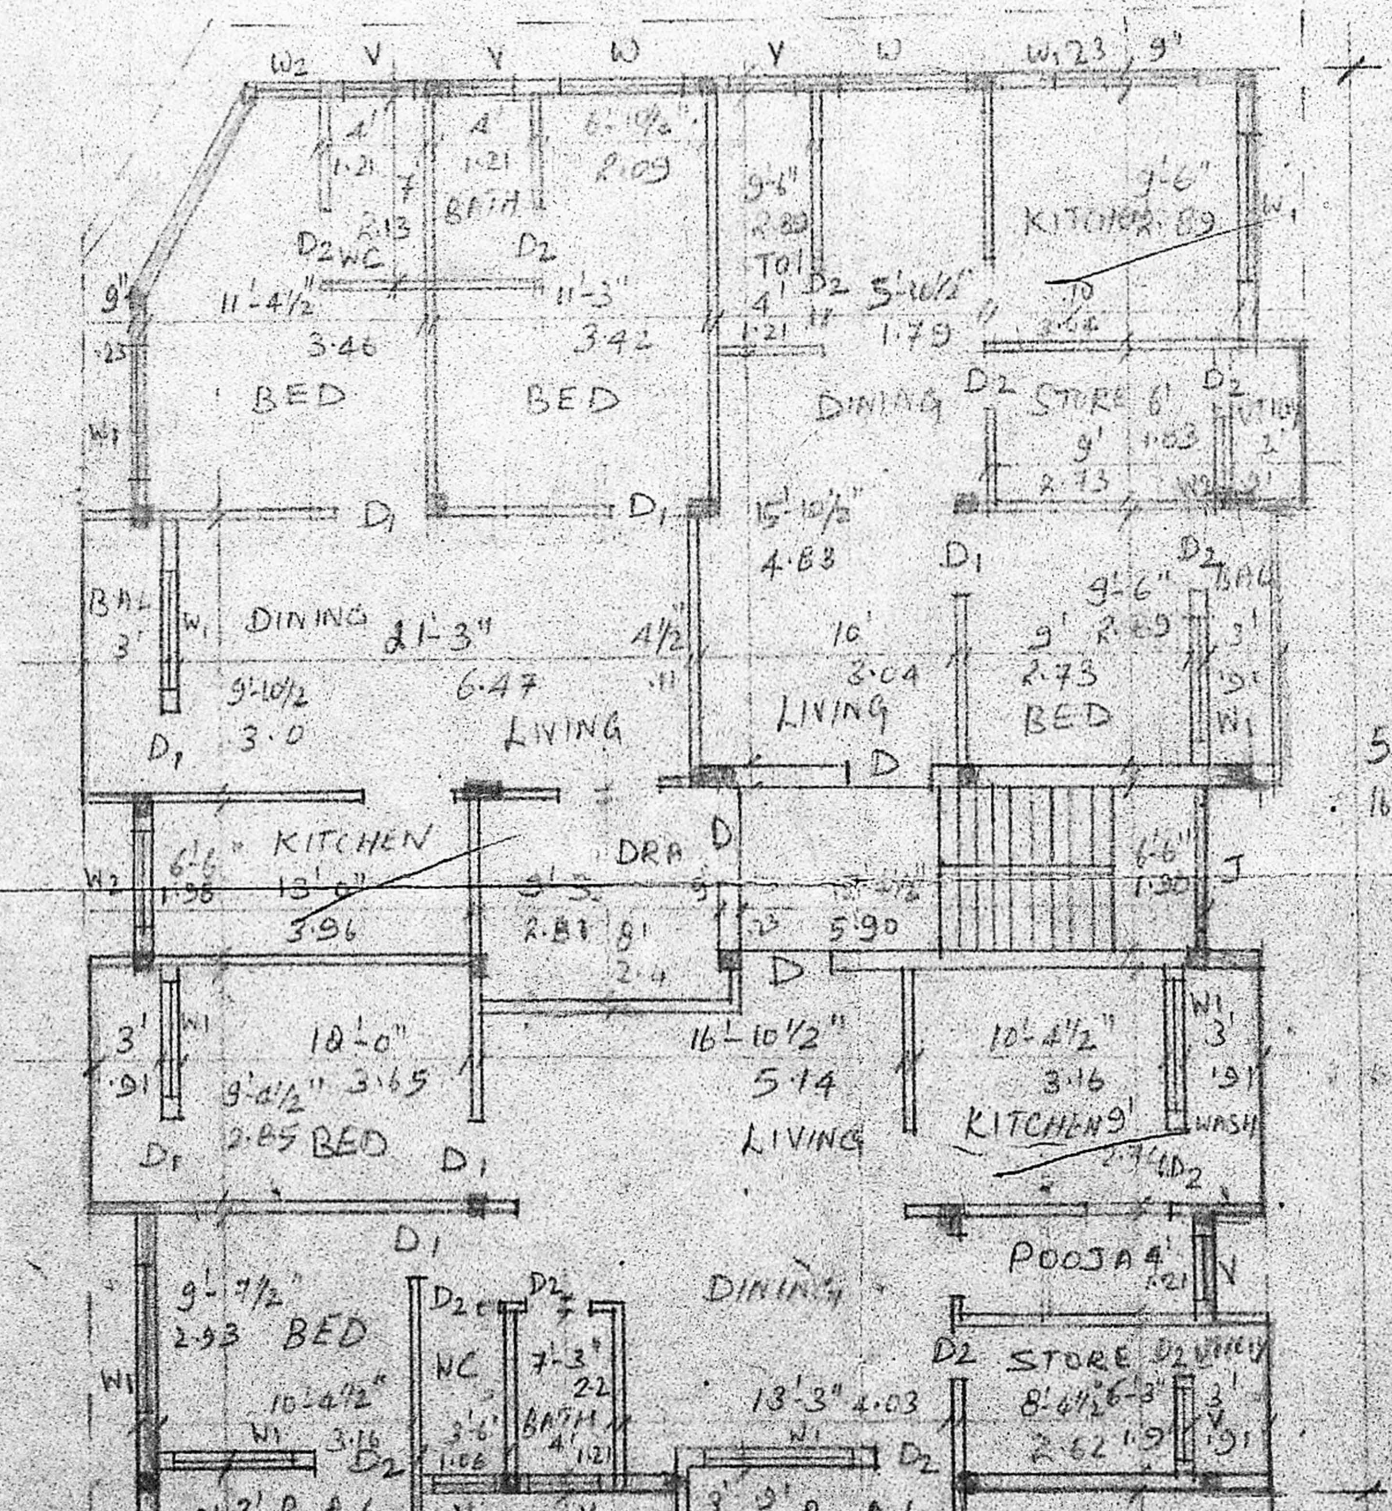 W2 V V W V W W1 23 9"
4' 4' 6'-10½"
1.21 1.21 2.09
7' 9'-6" 9'-6"
2.13 BATH 2.89 KITCHEN 2.89 W1
D2 WC D2 TOI D2
9" 11'-4½" 11'-3" 4' 5'-10½" 10
.23 3.46 3.42 1.21 1.79
BED BED DINING D2 STORE 6' D2
W1 9' 1.83 2'
2.73 W2
D1 D1 15'-10½"
4.83 D1 D2
BAL W1 DINING 21'-3" 4½" 9'-6" BAL
3' 10' 9' 2.89 3'
9'-10½ 6.47 .11 3.04 2.73 .91
3.0 LIVING LIVING BED W1
D1 D
KITCHEN DRA D
6'-6" 6'-6" J
W2 1.98 13'-0" 9'-3 9" 1.90
3.96 2.81 8' .23 5.90
2.4 D
3' W1 12'-0" 16'-10½" 10'-4½" W1 3'
.91 9'-4½" 3.65 5.14 3.16 .91
2.85 BED LIVING KITCHEN 9' WASH
D1 D1 D2
D1 POOJA 4' V
9'-7½" D2 D2 DINING 1.21
2.93 BED D2 STORE D2 UTILITY
WC 7'-3"
W1 10'-4½" 2.2 13'-3" 4.03 8'-4½" 6'-3" 3'
W1 3.16 3'-6" BATH W1 2.62 1.9 .91
D2 1.06 4' 1.21 D2